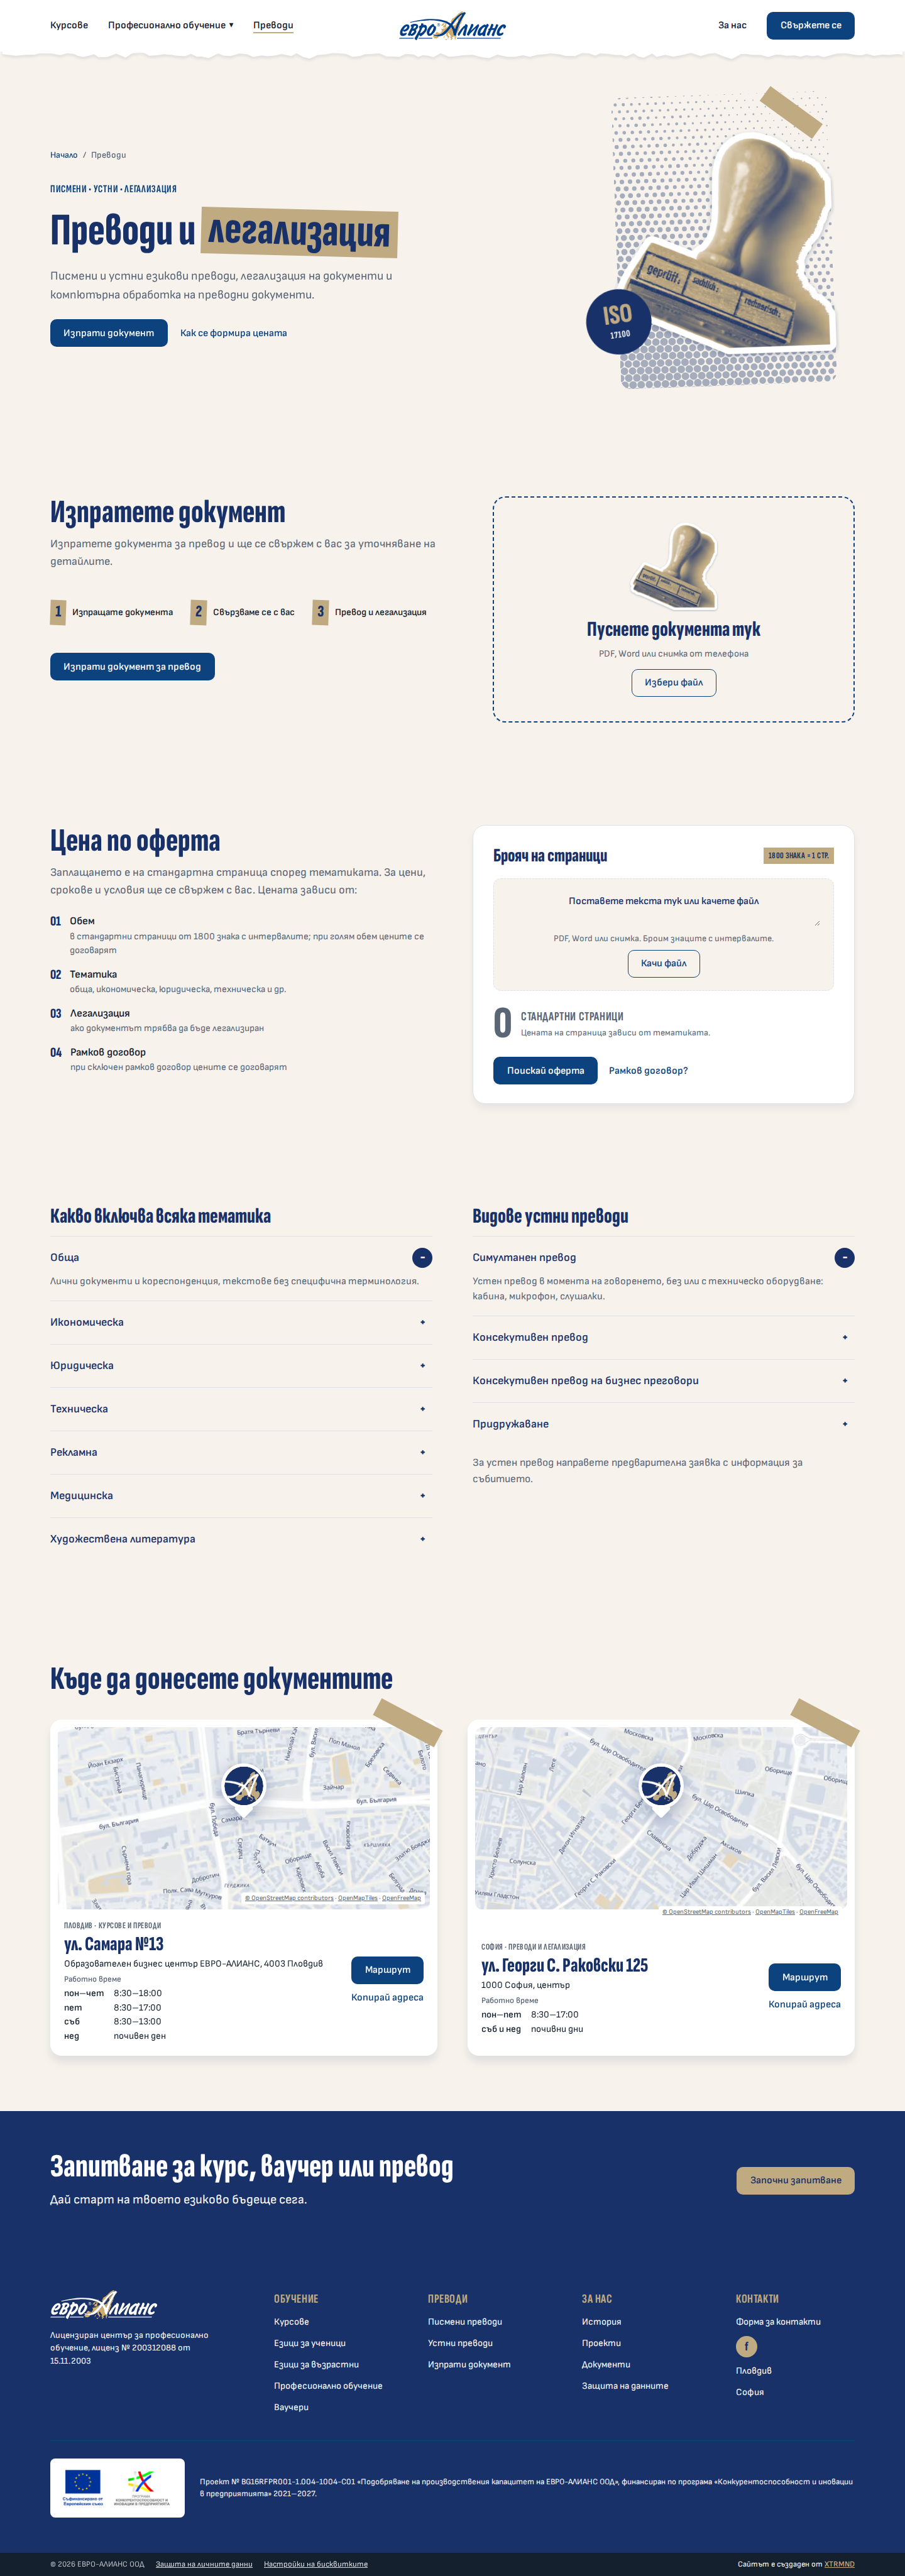 Курсове
Професионално обучение ▾
Преводи
евроАлианс
За нас
Свържете се
Начало / Преводи
ПИСМЕНИ • УСТНИ • ЛЕГАЛИЗАЦИЯ
Преводи и легализация
Писмени и устни езикови преводи, легализация на документи и
компютърна обработка на преводни документи.
Изпрати документ
Как се формира цената
geprüft:
sachlich:
rechnerisch:
ISO
17100
Изпратете документ
Изпратете документа за превод и ще се свържем с вас за уточняване на
детайлите.
1 Изпращате документа
2 Свързваме се с вас
3 Превод и легализация
Изпрати документ за превод
Пуснете документа тук
PDF, Word или снимка от телефона
Избери файл
Цена по оферта
Заплащането е на стандартна страница според тематиката. За цени,
срокове и условия ще се свържем с вас. Цената зависи от:
01 Обем
в стандартни страници от 1800 знака с интервалите; при голям обем цените се
договарят
02 Тематика
обща, икономическа, юридическа, техническа и др.
03 Легализация
ако документът трябва да бъде легализиран
04 Рамков договор
при сключен рамков договор цените се договарят
Брояч на страници
1800 ЗНАКА = 1 СТР.
Поставете текста тук или качете файл
PDF, Word или снимка. Броим знаците с интервалите.
Качи файл
0 СТАНДАРТНИ СТРАНИЦИ
Цената на страница зависи от тематиката.
Поискай оферта
Рамков договор?
Какво включва всяка тематика
Обща
Лични документи и кореспонденция, текстове без специфична терминология.
Икономическа
Юридическа
Техническа
Рекламна
Медицинска
Художествена литература
Видове устни преводи
Симултанен превод
Устен превод в момента на говоренето, без или с техническо оборудване:
кабина, микрофон, слушалки.
Консекутивен превод
Консекутивен превод на бизнес преговори
Придружаване
За устен превод направете предварителна заявка с информация за
събитието.
Къде да донесете документите
© OpenStreetMap contributors · OpenMapTiles · OpenFreeMap
ПЛОВДИВ · КУРСОВЕ И ПРЕВОДИ
ул. Самара №13
Образователен бизнес център ЕВРО-АЛИАНС, 4003 Пловдив
Работно време
пон–чет 8:30–18:00
пет 8:30–17:00
съб 8:30–13:00
нед почивен ден
Маршрут
Копирай адреса
© OpenStreetMap contributors · OpenMapTiles · OpenFreeMap
СОФИЯ · ПРЕВОДИ И ЛЕГАЛИЗАЦИЯ
ул. Георги С. Раковски 125
1000 София, център
Работно време
пон–пет 8:30–17:00
съб и нед почивни дни
Маршрут
Копирай адреса
Запитване за курс, ваучер или превод
Дай старт на твоето езиково бъдеще сега.
Започни запитване
евроАлианс
Лицензиран център за професионално
обучение, лиценз № 200312088 от
15.11.2003
ОБУЧЕНИЕ
Курсове
Езици за ученици
Езици за възрастни
Професионално обучение
Ваучери
ПРЕВОДИ
Писмени преводи
Устни преводи
Изпрати документ
ЗА НАС
История
Проекти
Документи
Защита на данните
КОНТАКТИ
Форма за контакти
f
Пловдив
София
Съфинансирано от
Европейския съюз
КОНКУРЕНТОСПОСОБНОСТ И
ИНОВАЦИИ В ПРЕДПРИЯТИЯТА
Проект № BG16RFPR001-1.004-1004-C01 «Подобряване на производствения капацитет на ЕВРО-АЛИАНС ООД», финансиран по програма «Конкурентоспособност и иновации
в предприятията» 2021–2027.
© 2026 ЕВРО-АЛИАНС ООД
Защита на личните данни
Настройки на бисквитките
Сайтът е създаден от XTRMND